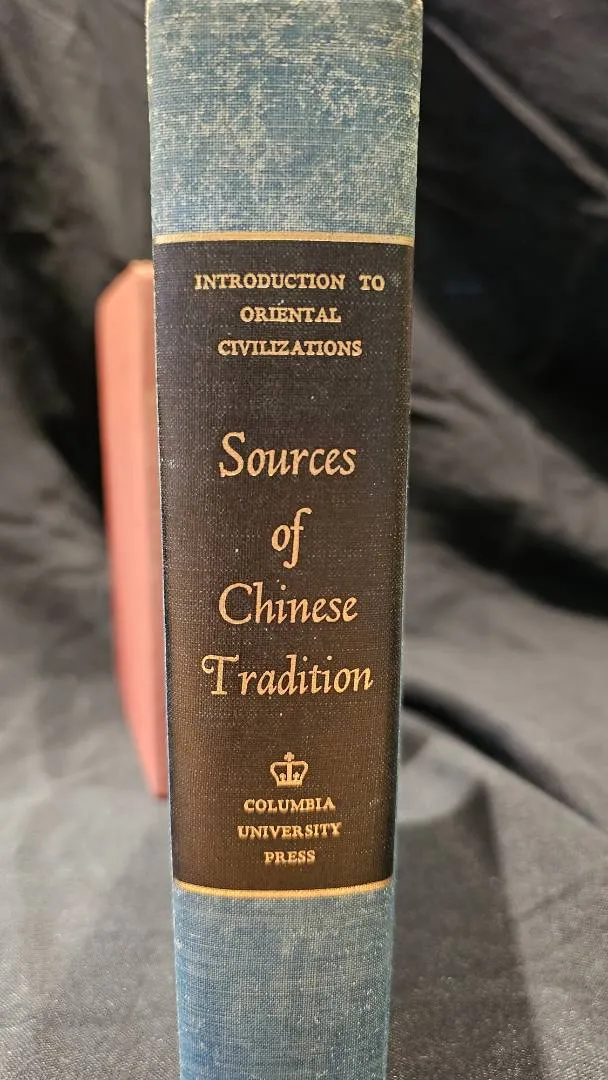 INTRODUCTION TO
ORIENTAL
CIVILIZATIONS
Sources
of
Chinese
Tradition
COLUMBIA
UNIVERSITY
PRESS